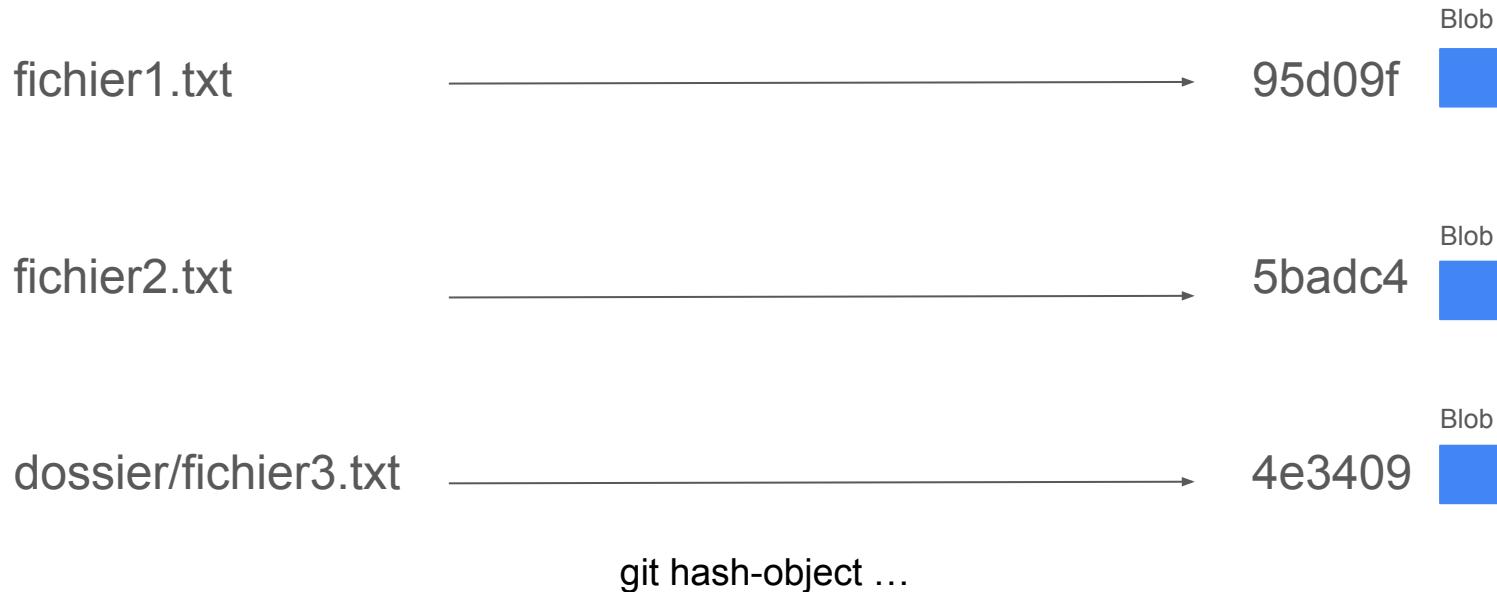 Blob
fichier1.txt 95d09f
Blob
fichier2.txt 5badc4
Blob
dossier/fichier3.txt 4e3409
git hash-object …